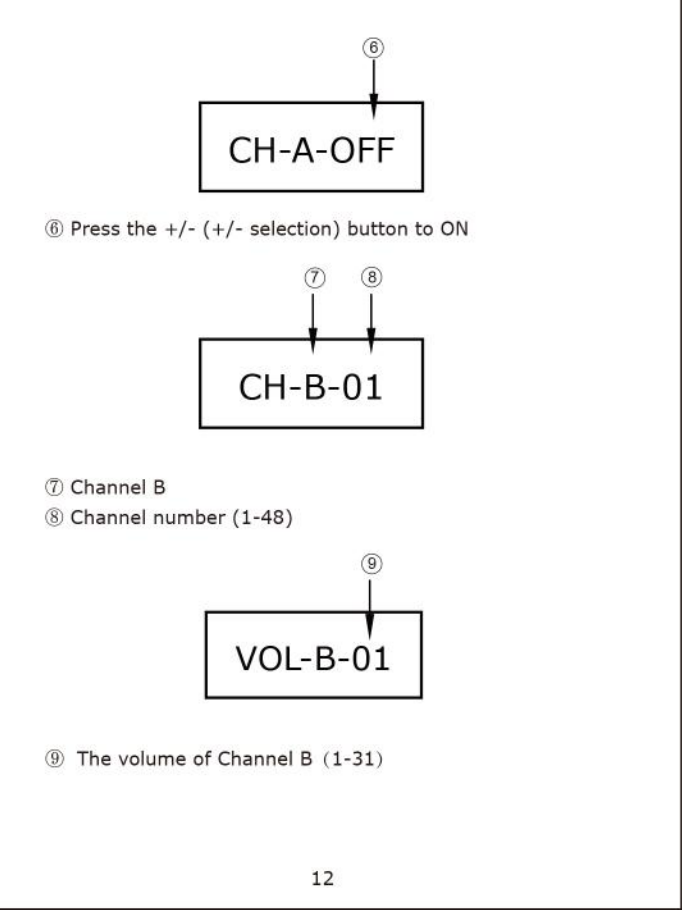 ⑥
CH-A-OFF
⑥ Press the +/- (+/- selection) button to ON
⑦ ⑧
CH-B-01
⑦ Channel B
⑧ Channel number (1-48)
⑨
VOL-B-01
⑨ The volume of Channel B (1-31)
12